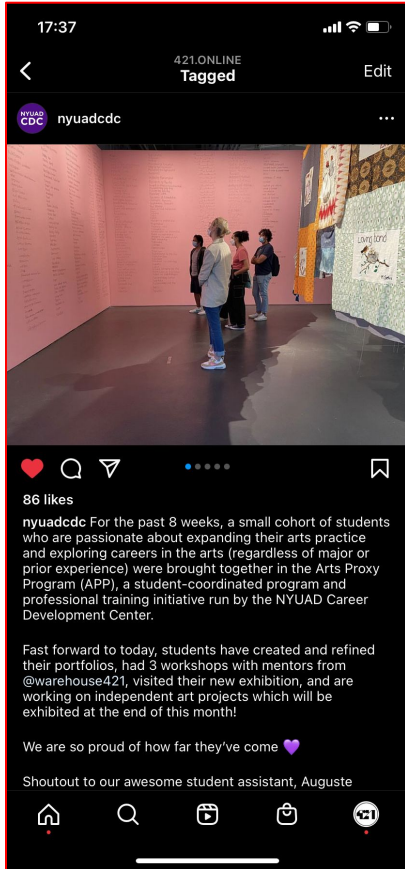 17:37
421.ONLINE
Tagged
Edit
NYUAD
CDC
nyuadcdc
Loving bond
86 likes
nyuadcdc For the past 8 weeks, a small cohort of students
who are passionate about expanding their arts practice
and exploring careers in the arts (regardless of major or
prior experience) were brought together in the Arts Proxy
Program (APP), a student-coordinated program and
professional training initiative run by the NYUAD Career
Development Center.
Fast forward to today, students have created and refined
their portfolios, had 3 workshops with mentors from
@warehouse421, visited their new exhibition, and are
working on independent art projects which will be
exhibited at the end of this month!
We are so proud of how far they’ve come 💜
Shoutout to our awesome student assistant, Auguste
421